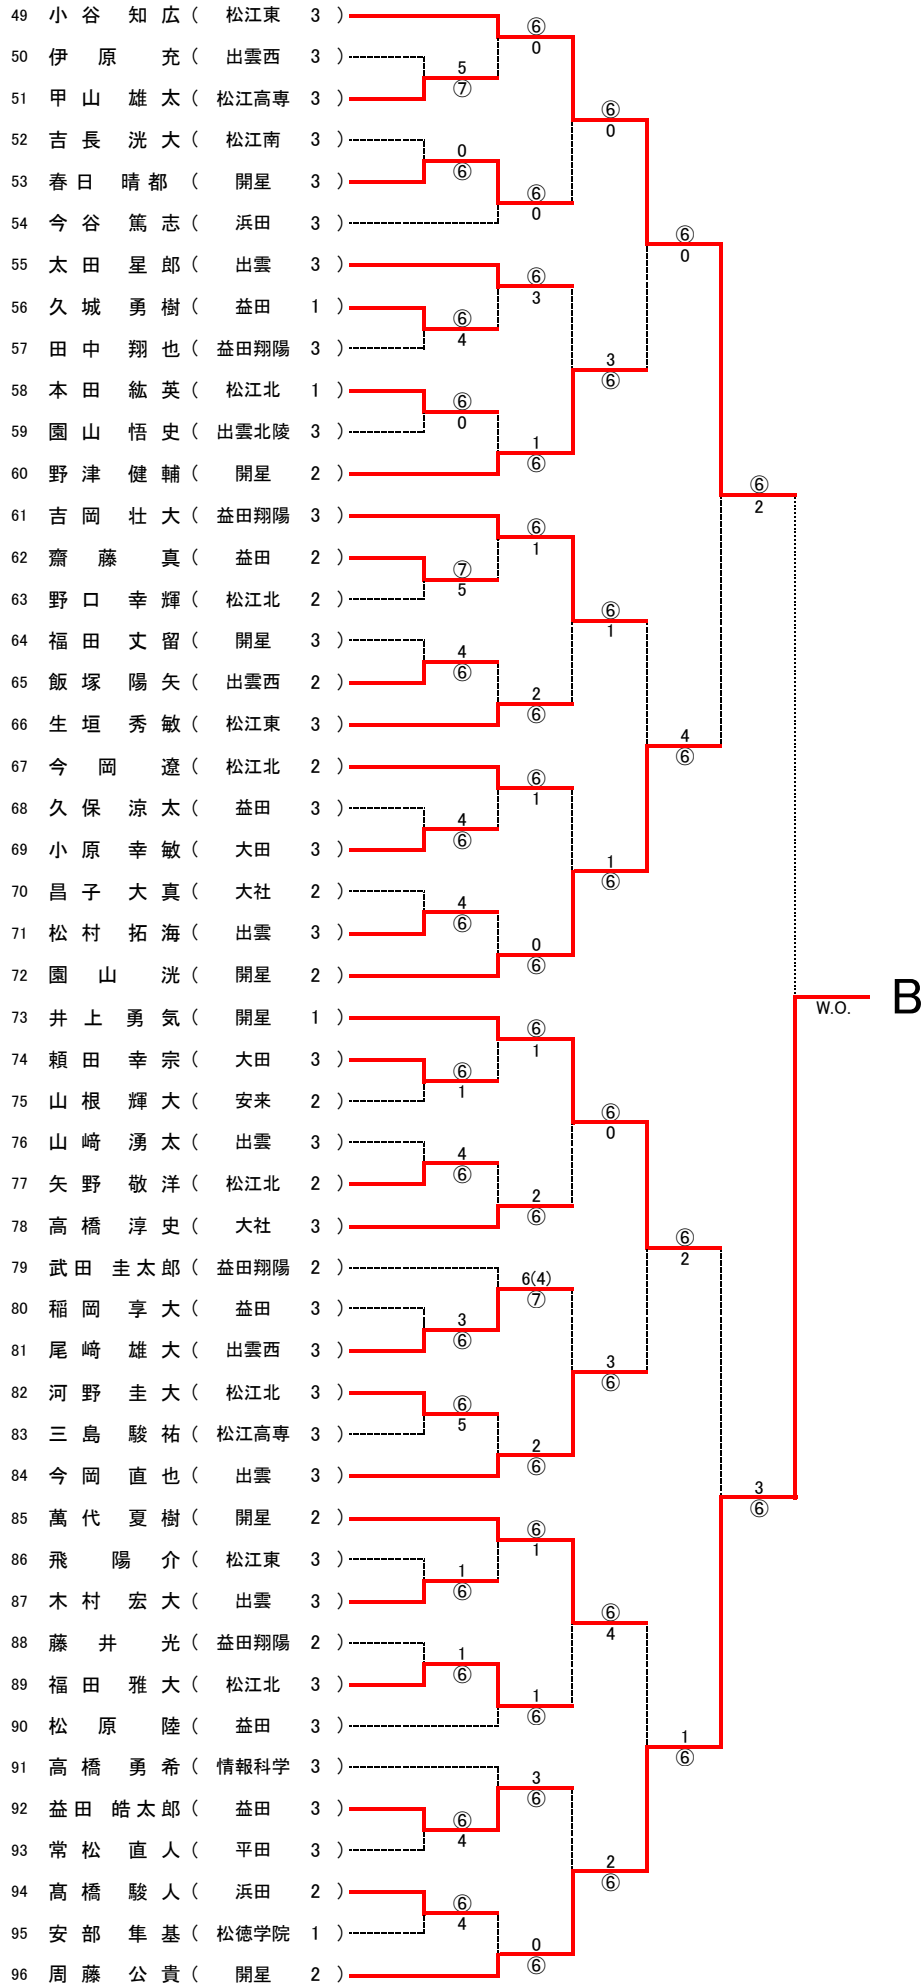 49 小谷 知広 ( 松江東 3 )
⑥
0
50 伊原 充 ( 出雲西 3 )
5
⑦
51 甲山 雄太 ( 松江高専 3 )
⑥
0
52 吉長 洸大 ( 松江南 3 )
0
⑥
53 春日 晴都 ( 開星 3 )
⑥
0
54 今谷 篤志 ( 浜田 3 )
⑥
0
55 太田 星郎 ( 出雲 3 )
⑥
3
56 久城 勇樹 ( 益田 1 )
⑥
4
57 田中 翔也 ( 益田翔陽 3 )
3
⑥
58 本田 紘英 ( 松江北 1 )
⑥
0
59 園山 悟史 ( 出雲北陵 3 )
1
⑥
60 野津 健輔 ( 開星 2 )
⑥
2
61 吉岡 壮大 ( 益田翔陽 3 )
⑥
1
62 齋藤 真 ( 益田 2 )
⑦
5
63 野口 幸輝 ( 松江北 2 )
⑥
1
64 福田 丈留 ( 開星 3 )
4
⑥
65 飯塚 陽矢 ( 出雲西 2 )
2
⑥
66 生垣 秀敏 ( 松江東 3 )
4
⑥
67 今岡 遼 ( 松江北 2 )
⑥
1
68 久保 涼太 ( 益田 3 )
4
⑥
69 小原 幸敏 ( 大田 3 )
1
⑥
70 昌子 大真 ( 大社 2 )
4
⑥
71 松村 拓海 ( 出雲 3 )
0
⑥
72 園山 洸 ( 開星 2 )
W.O.
B
73 井上 勇気 ( 開星 1 )
⑥
1
74 頼田 幸宗 ( 大田 3 )
⑥
1
75 山根 輝大 ( 安来 2 )
⑥
0
76 山﨑 湧太 ( 出雲 3 )
4
⑥
77 矢野 敬洋 ( 松江北 2 )
2
⑥
78 高橋 淳史 ( 大社 3 )
⑥
2
79 武田 圭太郎 ( 益田翔陽 2 )
6(4)
⑦
80 稲岡 享大 ( 益田 3 )
3
⑥
81 尾﨑 雄大 ( 出雲西 3 )
3
⑥
82 河野 圭大 ( 松江北 3 )
⑥
5
83 三島 駿祐 ( 松江高専 3 )
2
⑥
84 今岡 直也 ( 出雲 3 )
3
⑥
85 萬代 夏樹 ( 開星 2 )
⑥
1
86 飛 陽介 ( 松江東 3 )
1
⑥
87 木村 宏大 ( 出雲 3 )
⑥
4
88 藤井 光 ( 益田翔陽 2 )
1
⑥
89 福田 雅大 ( 松江北 3 )
1
⑥
90 松原 陸 ( 益田 3 )
1
⑥
91 高橋 勇希 ( 情報科学 3 )
3
⑥
92 益田 皓太郎 ( 益田 3 )
⑥
4
93 常松 直人 ( 平田 3 )
2
⑥
94 髙橋 駿人 ( 浜田 2 )
⑥
4
95 安部 隼基 ( 松徳学院 1 )
0
⑥
96 周藤 公貴 ( 開星 2 )